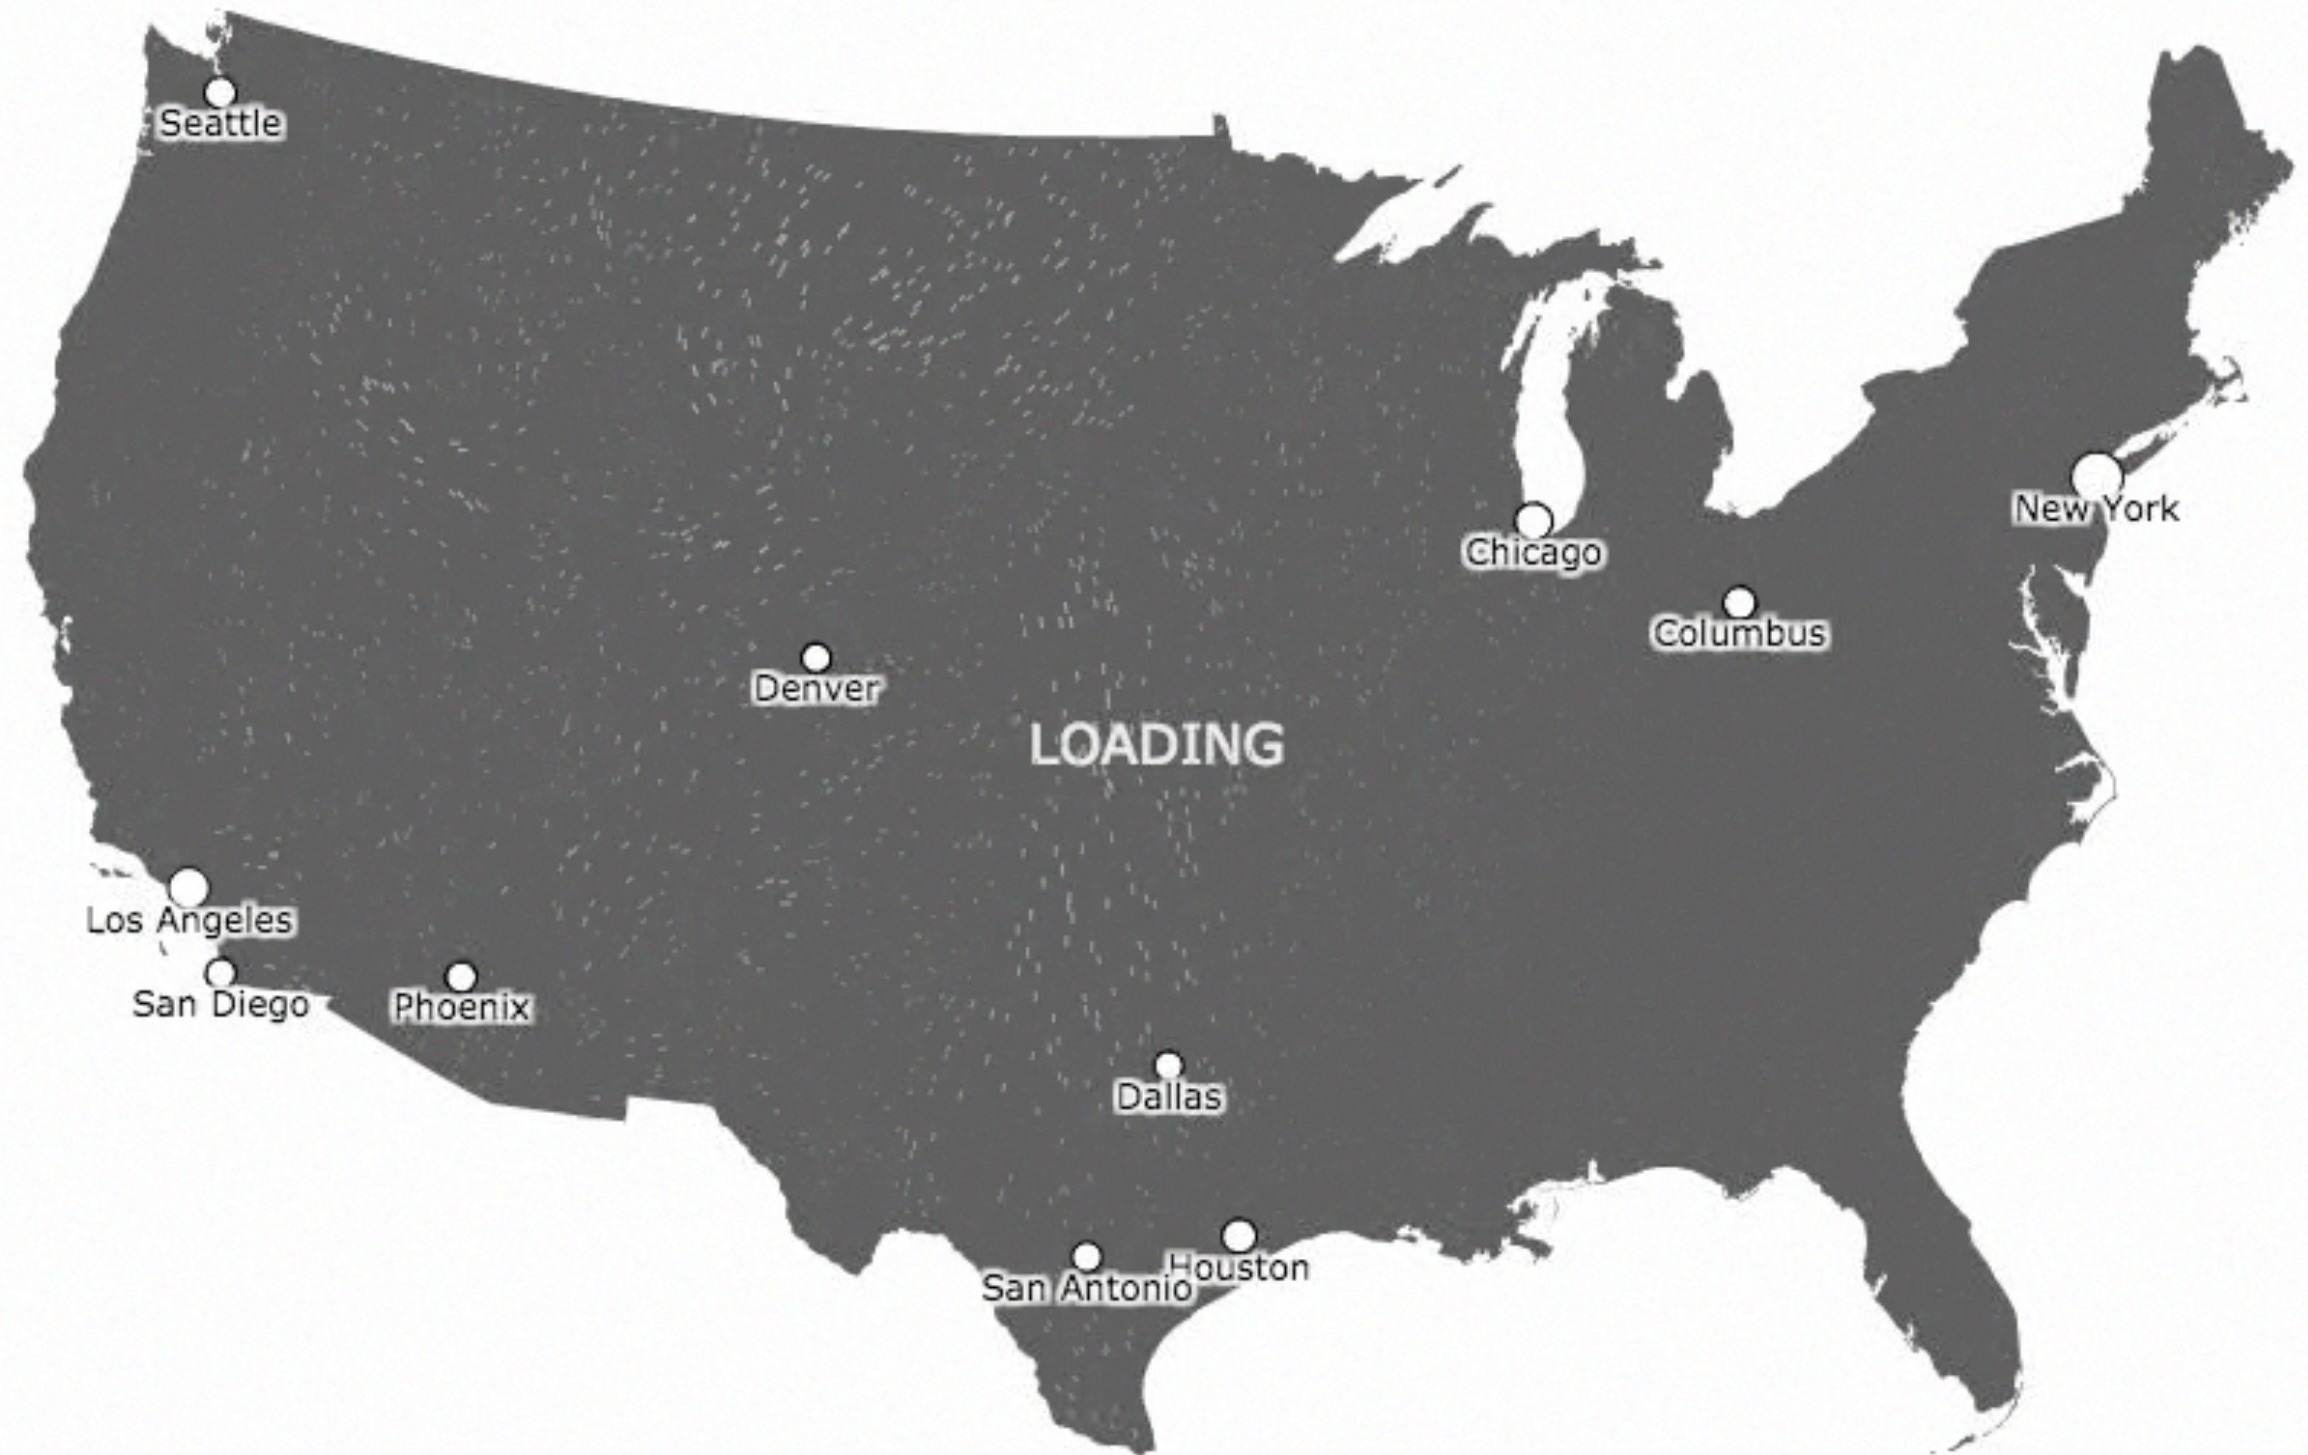 Seattle
New York
Chicago
Columbus
Denver
LOADING
Los Angeles
San Diego
Phoenix
Dallas
Houston
San Antonio